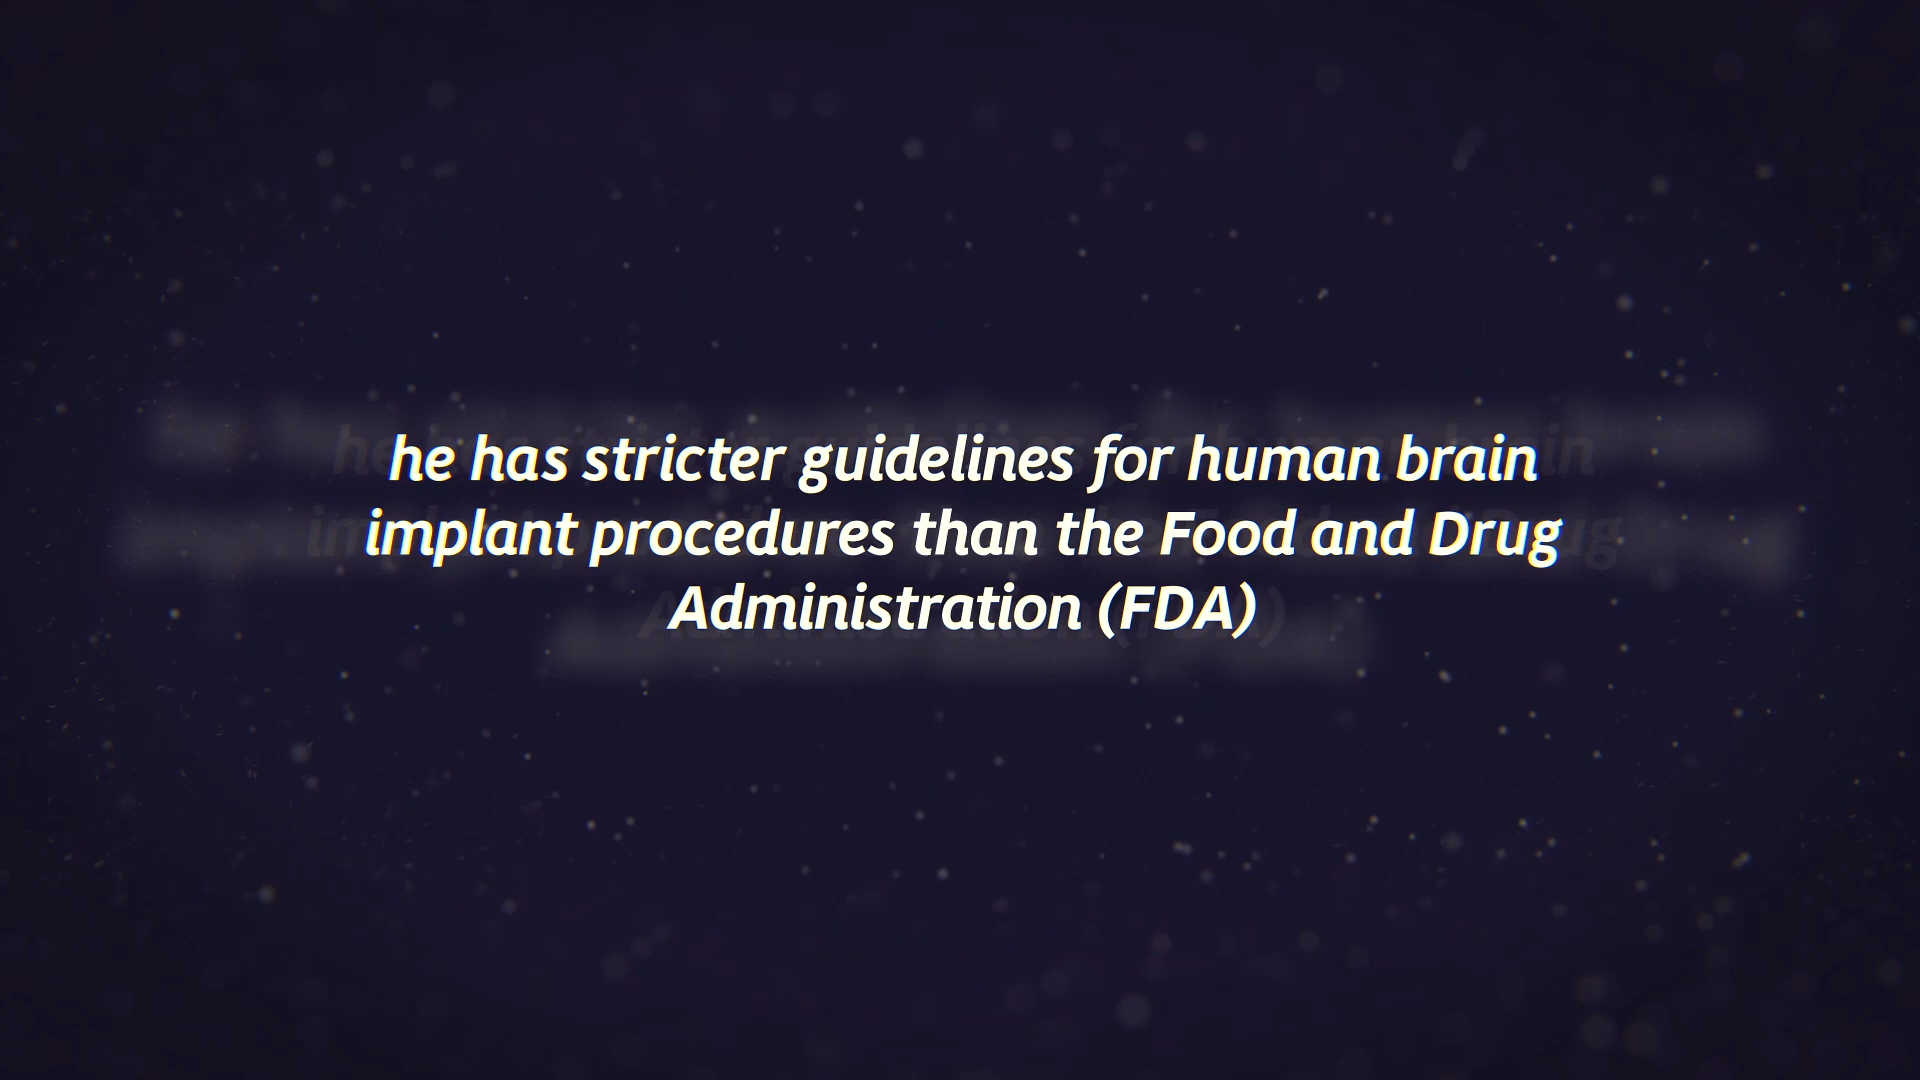 he has stricter guidelines for human brain
implant procedures than the Food and Drug
Administration (FDA)